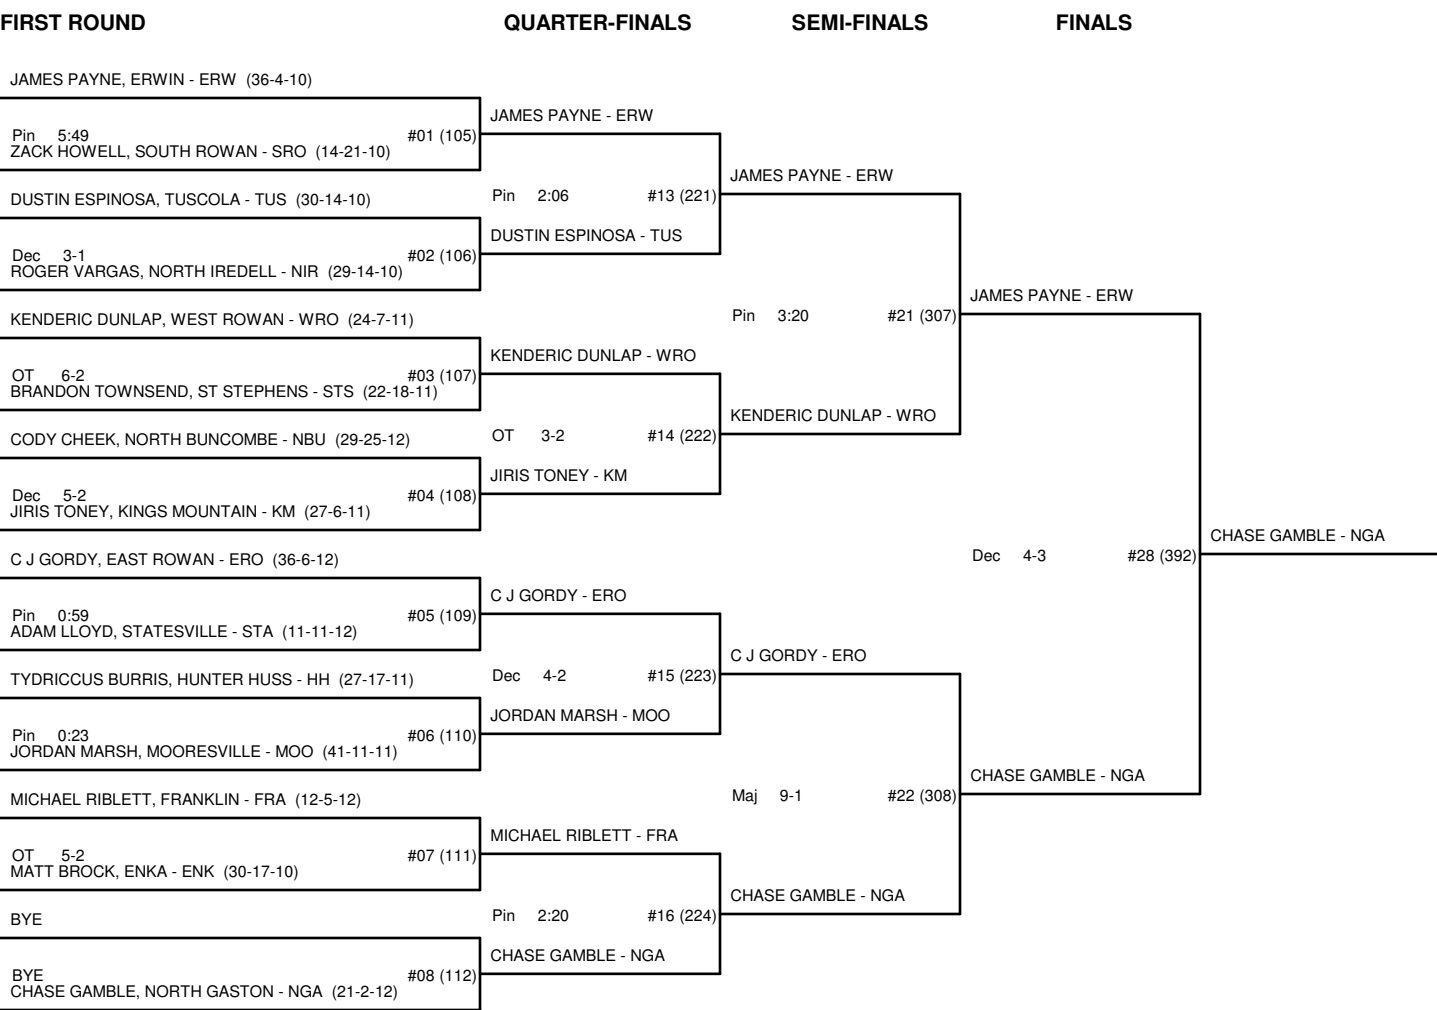 FIRST ROUND QUARTER-FINALS SEMI-FINALS FINALS
JAMES PAYNE, ERWIN - ERW (36-4-10)
JAMES PAYNE - ERW
Pin 5:49 #01 (105)
ZACK HOWELL, SOUTH ROWAN - SRO (14-21-10)
JAMES PAYNE - ERW
DUSTIN ESPINOSA, TUSCOLA - TUS (30-14-10)
Pin 2:06 #13 (221)
DUSTIN ESPINOSA - TUS
Dec 3-1 #02 (106)
ROGER VARGAS, NORTH IREDELL - NIR (29-14-10)
JAMES PAYNE - ERW
KENDERIC DUNLAP, WEST ROWAN - WRO (24-7-11)
Pin 3:20 #21 (307)
KENDERIC DUNLAP - WRO
OT 6-2 #03 (107)
BRANDON TOWNSEND, ST STEPHENS - STS (22-18-11)
KENDERIC DUNLAP - WRO
CODY CHEEK, NORTH BUNCOMBE - NBU (29-25-12)
OT 3-2 #14 (222)
JIRIS TONEY - KM
Dec 5-2 #04 (108)
JIRIS TONEY, KINGS MOUNTAIN - KM (27-6-11)
CHASE GAMBLE - NGA
C J GORDY, EAST ROWAN - ERO (36-6-12)
Dec 4-3 #28 (392)
C J GORDY - ERO
Pin 0:59 #05 (109)
ADAM LLOYD, STATESVILLE - STA (11-11-12)
C J GORDY - ERO
TYDRICCUS BURRIS, HUNTER HUSS - HH (27-17-11)
Dec 4-2 #15 (223)
JORDAN MARSH - MOO
Pin 0:23 #06 (110)
JORDAN MARSH, MOORESVILLE - MOO (41-11-11)
CHASE GAMBLE - NGA
MICHAEL RIBLETT, FRANKLIN - FRA (12-5-12)
Maj 9-1 #22 (308)
MICHAEL RIBLETT - FRA
OT 5-2 #07 (111)
MATT BROCK, ENKA - ENK (30-17-10)
CHASE GAMBLE - NGA
BYE
Pin 2:20 #16 (224)
CHASE GAMBLE - NGA
BYE #08 (112)
CHASE GAMBLE, NORTH GASTON - NGA (21-2-12)